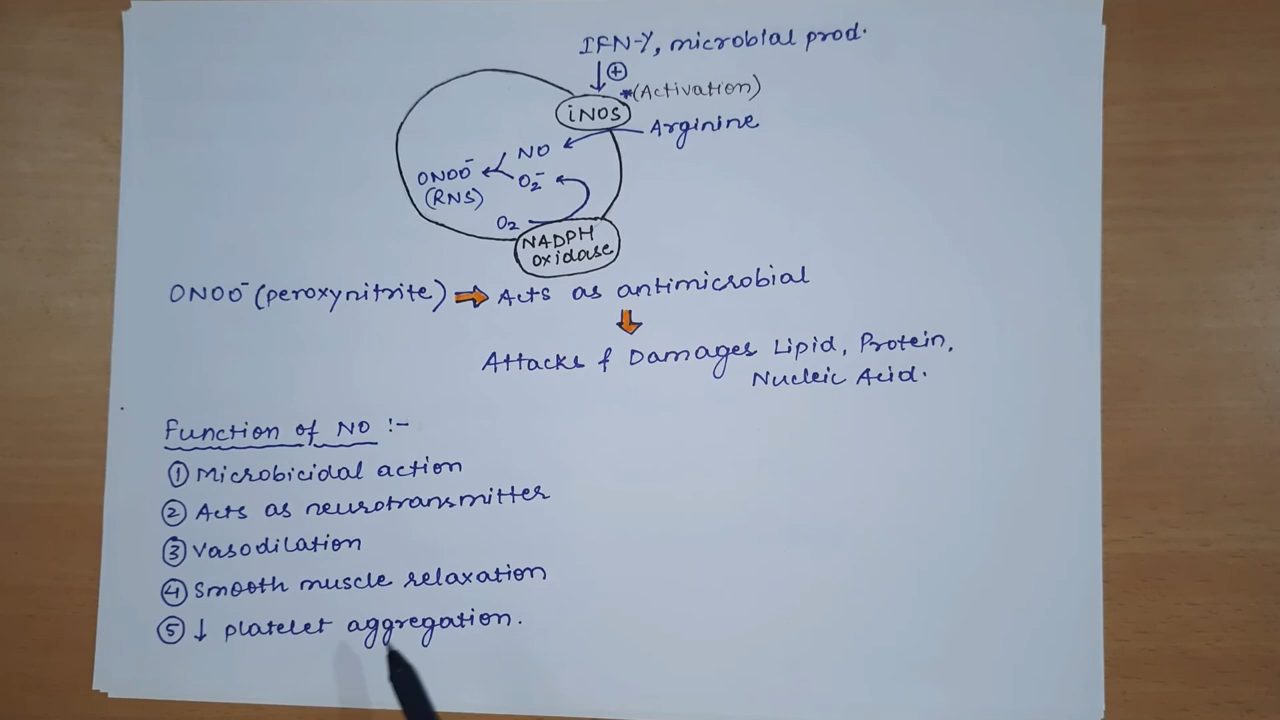 IFN-γ, microbial prod.
⊕
*(Activation)
iNOS
Arginine
NO
ONOO⁻
O₂⁻
(RNS)
O₂
NADPH
oxidase
ONOO⁻ (peroxynitrite) ⇒ Acts as antimicrobial
Attacks & Damages Lipid, Protein,
Nucleic Acid.
Function of NO :-
① Microbicidal action
② Acts as neurotransmitter
③ Vasodilation
④ Smooth muscle relaxation
⑤ ↓ platelet aggregation.